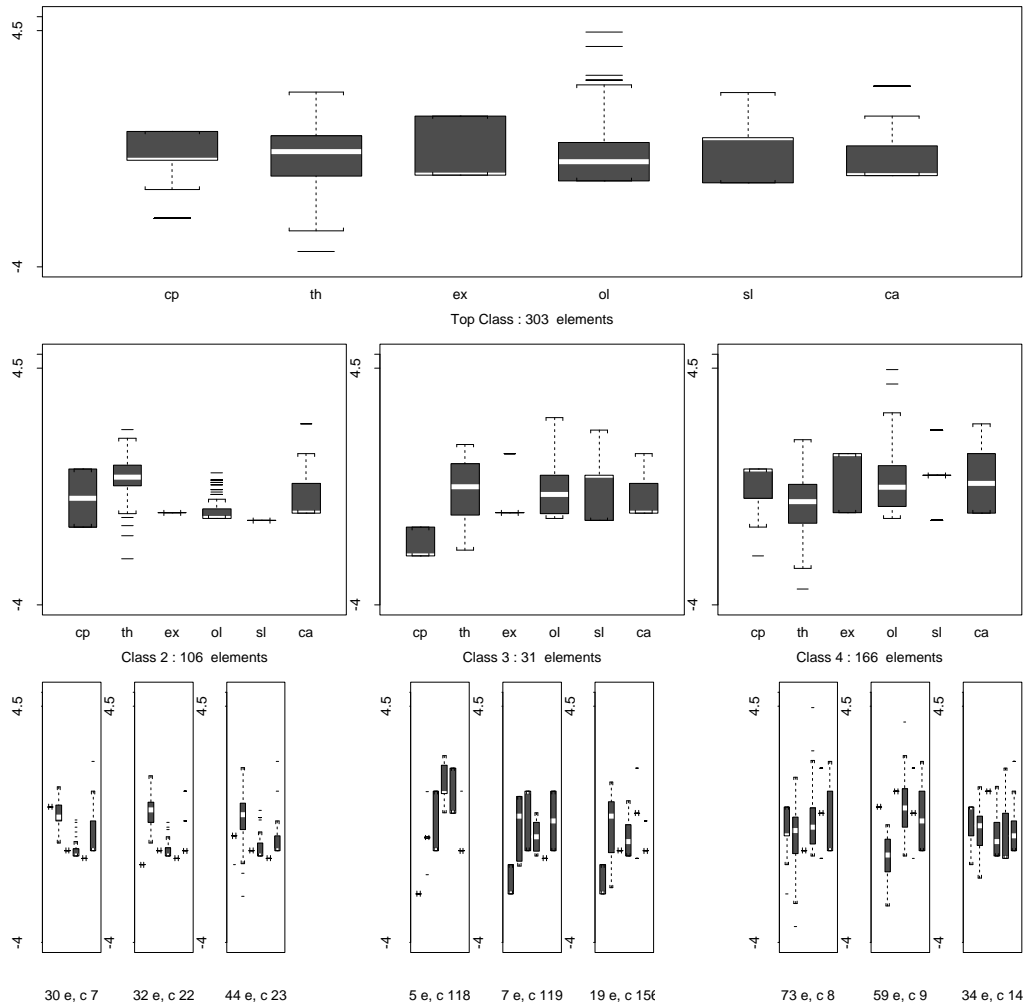 4.5
-4
cp th ex ol sl ca
Top Class : 303 elements
4.5 4.5 4.5
-4 -4 -4
cp th ex ol sl ca cp th ex ol sl ca cp th ex ol sl ca
Class 2 : 106 elements Class 3 : 31 elements Class 4 : 166 elements
4.5 4.5 4.5 4.5 4.5 4.5 4.5 4.5 4.5
-4 -4 -4 -4 -4 -4 -4 -4 -4
30 e, c 7 32 e, c 22 44 e, c 23 5 e, c 118 7 e, c 119 19 e, c 156 73 e, c 8 59 e, c 9 34 e, c 14